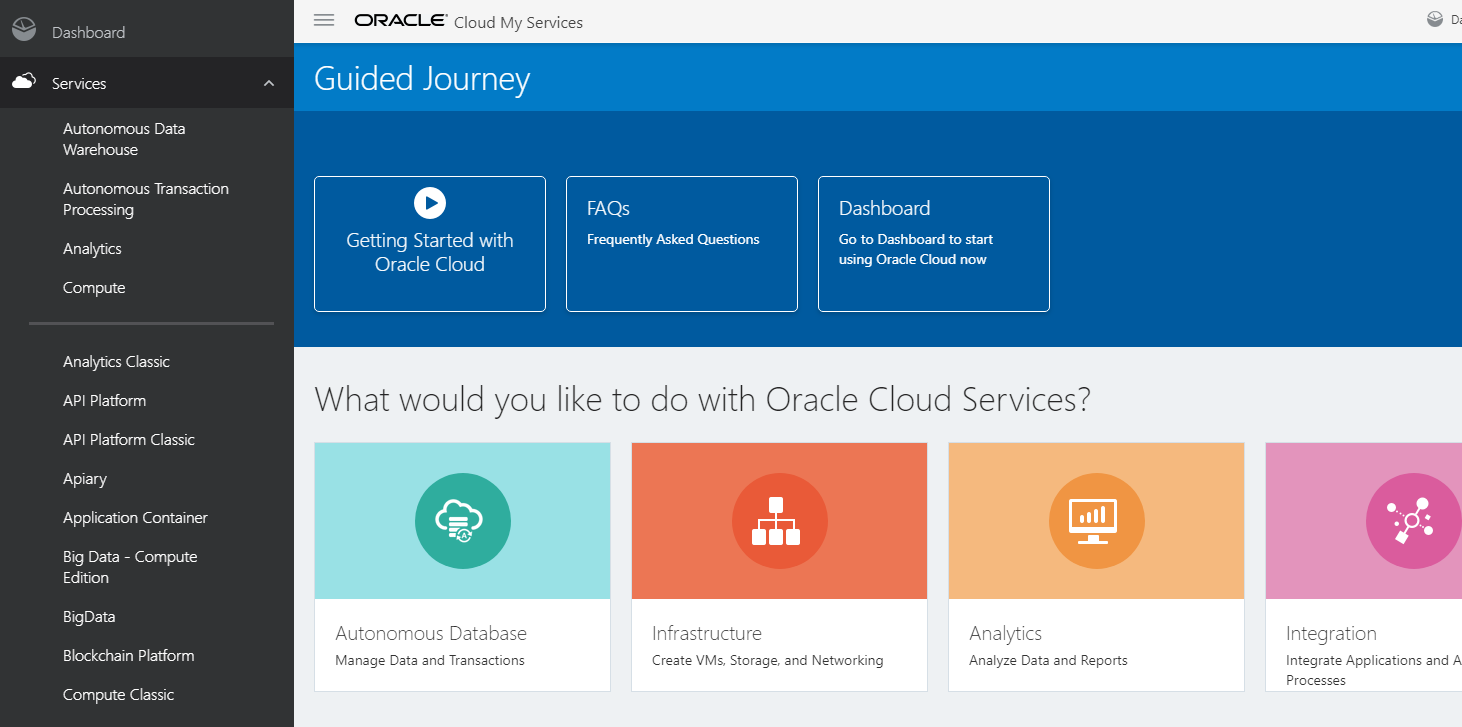 Dashboard
Services
Autonomous Data
Warehouse
Autonomous Transaction
Processing
Analytics
Compute
Analytics Classic
API Platform
API Platform Classic
Apiary
Application Container
Big Data - Compute
Edition
BigData
Blockchain Platform
Compute Classic
ORACLE Cloud My Services
Guided Journey
Getting Started with
Oracle Cloud
FAQs
Frequently Asked Questions
Dashboard
Go to Dashboard to start
using Oracle Cloud now
What would you like to do with Oracle Cloud Services?
Autonomous Database
Manage Data and Transactions
Infrastructure
Create VMs, Storage, and Networking
Analytics
Analyze Data and Reports
Integration
Integrate Applications and
Processes